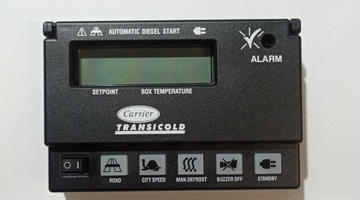 AUTOMATIC DIESEL START
ALARM
SETPOINT BOX TEMPERATURE
Carrier
TRANSICOLD
ROAD CITY SPEED MAN.DEFROST BUZZER OFF STANDBY